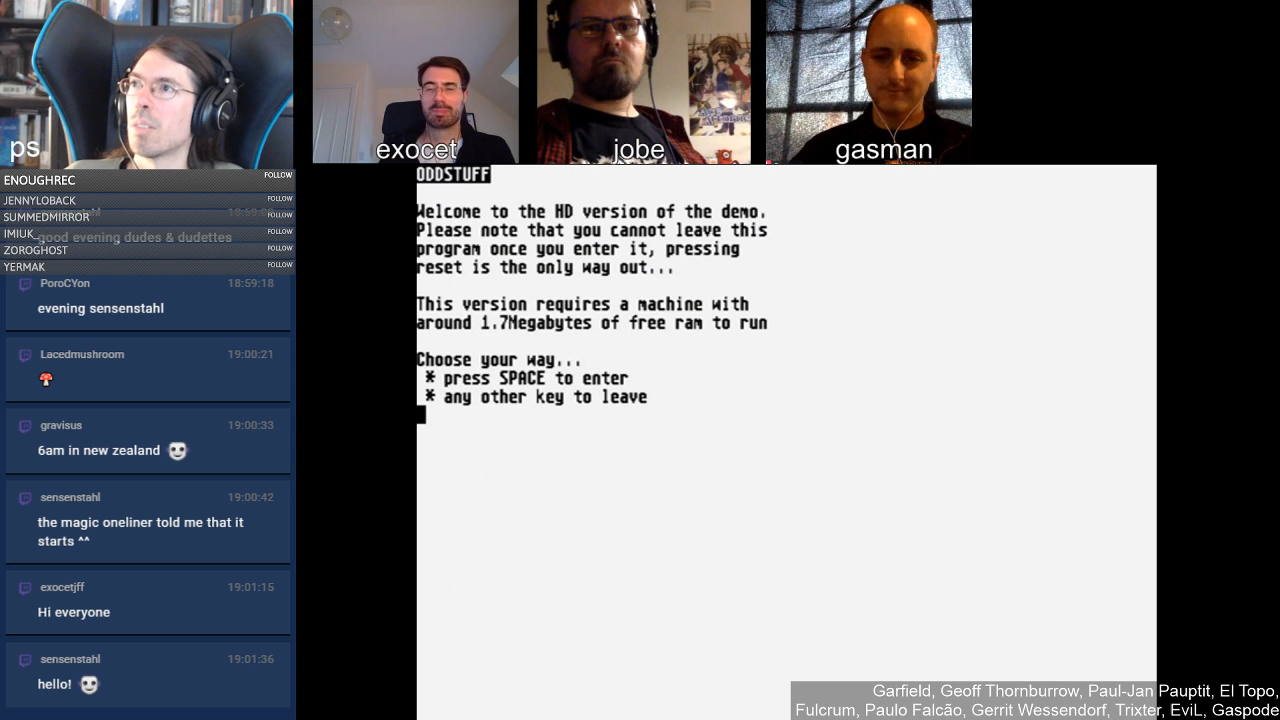 ps
exocet
jobe
gasman
ENOUGHREC FOLLOW
JENNYLOBACK FOLLOW
SUMMEDMIRROR FOLLOW
IMIUK_ FOLLOW
good evening dudes & dudettes
ZOROGHOST FOLLOW
YERMAK FOLLOW
PoroCYon 18:59:18
evening sensenstahl
Lacedmushroom 19:00:21
gravisus 19:00:33
6am in new zealand
sensenstahl 19:00:42
the magic oneliner told me that it
starts ^^
exocetjff 19:01:15
Hi everyone
sensenstahl 19:01:36
hello!
ODDSTUFF
Welcome to the HD version of the demo.
Please note that you cannot leave this
program once you enter it, pressing
reset is the only way out...
This version requires a machine with
around 1.7Megabytes of free ram to run
Choose your way...
* press SPACE to enter
* any other key to leave
Garfield, Geoff Thornburrow, Paul-Jan Pauptit, El Topo,
Fulcrum, Paulo Falcão, Gerrit Wessendorf, Trixter, EviL, Gaspode